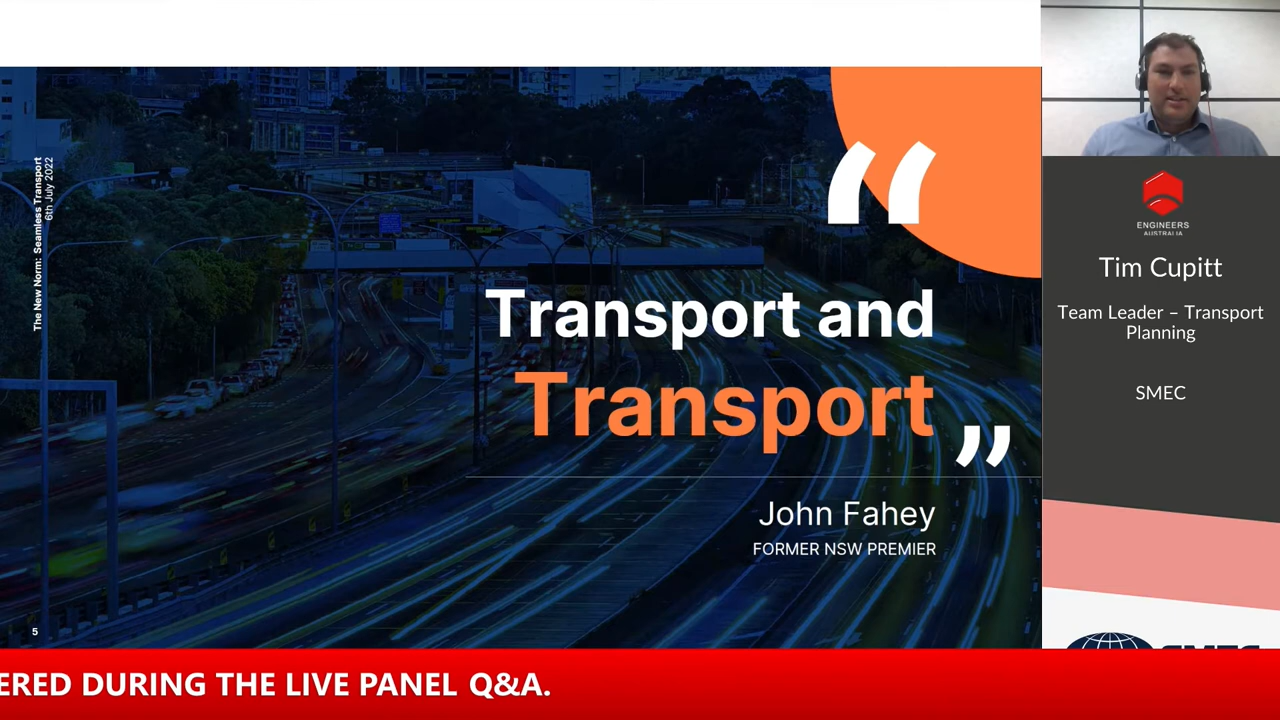 The New Norm: Seamless Transport
6th July 2022
“
Transport and
Transport
”
John Fahey
FORMER NSW PREMIER
5
ENGINEERS
AUSTRALIA
Tim Cupitt
Team Leader – Transport
Planning
SMEC
SMEC
ERED DURING THE LIVE PANEL Q&A.